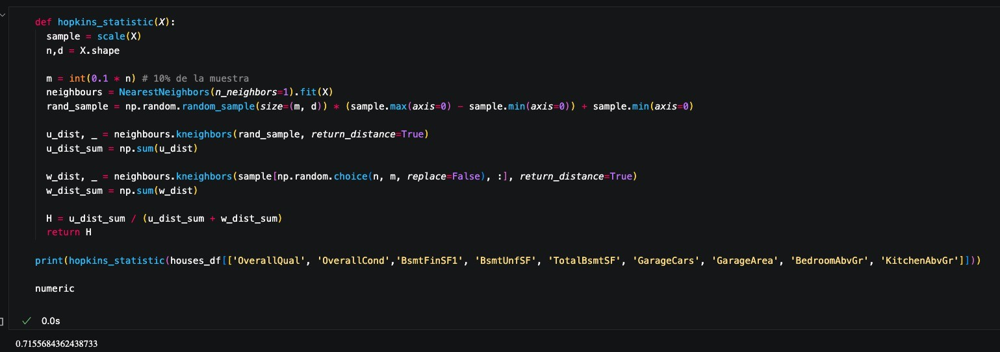 def hopkins_statistic(X):
sample = scale(X)
n,d = X.shape
m = int(0.1 * n) # 10% de la muestra
neighbours = NearestNeighbors(n_neighbors=1).fit(X)
rand_sample = np.random.random_sample(size=(m, d)) * (sample.max(axis=0) - sample.min(axis=0)) + sample.min(axis=0)
u_dist, _ = neighbours.kneighbors(rand_sample, return_distance=True)
u_dist_sum = np.sum(u_dist)
w_dist, _ = neighbours.kneighbors(sample[np.random.choice(n, m, replace=False), :], return_distance=True)
w_dist_sum = np.sum(w_dist)
H = u_dist_sum / (u_dist_sum + w_dist_sum)
return H
print(hopkins_statistic(houses_df[['OverallQual', 'OverallCond','BsmtFinSF1', 'BsmtUnfSF', 'TotalBsmtSF', 'GarageCars', 'GarageArea', 'BedroomAbvGr', 'KitchenAbvGr']]))
numeric
0.0s
0.7155684362438733